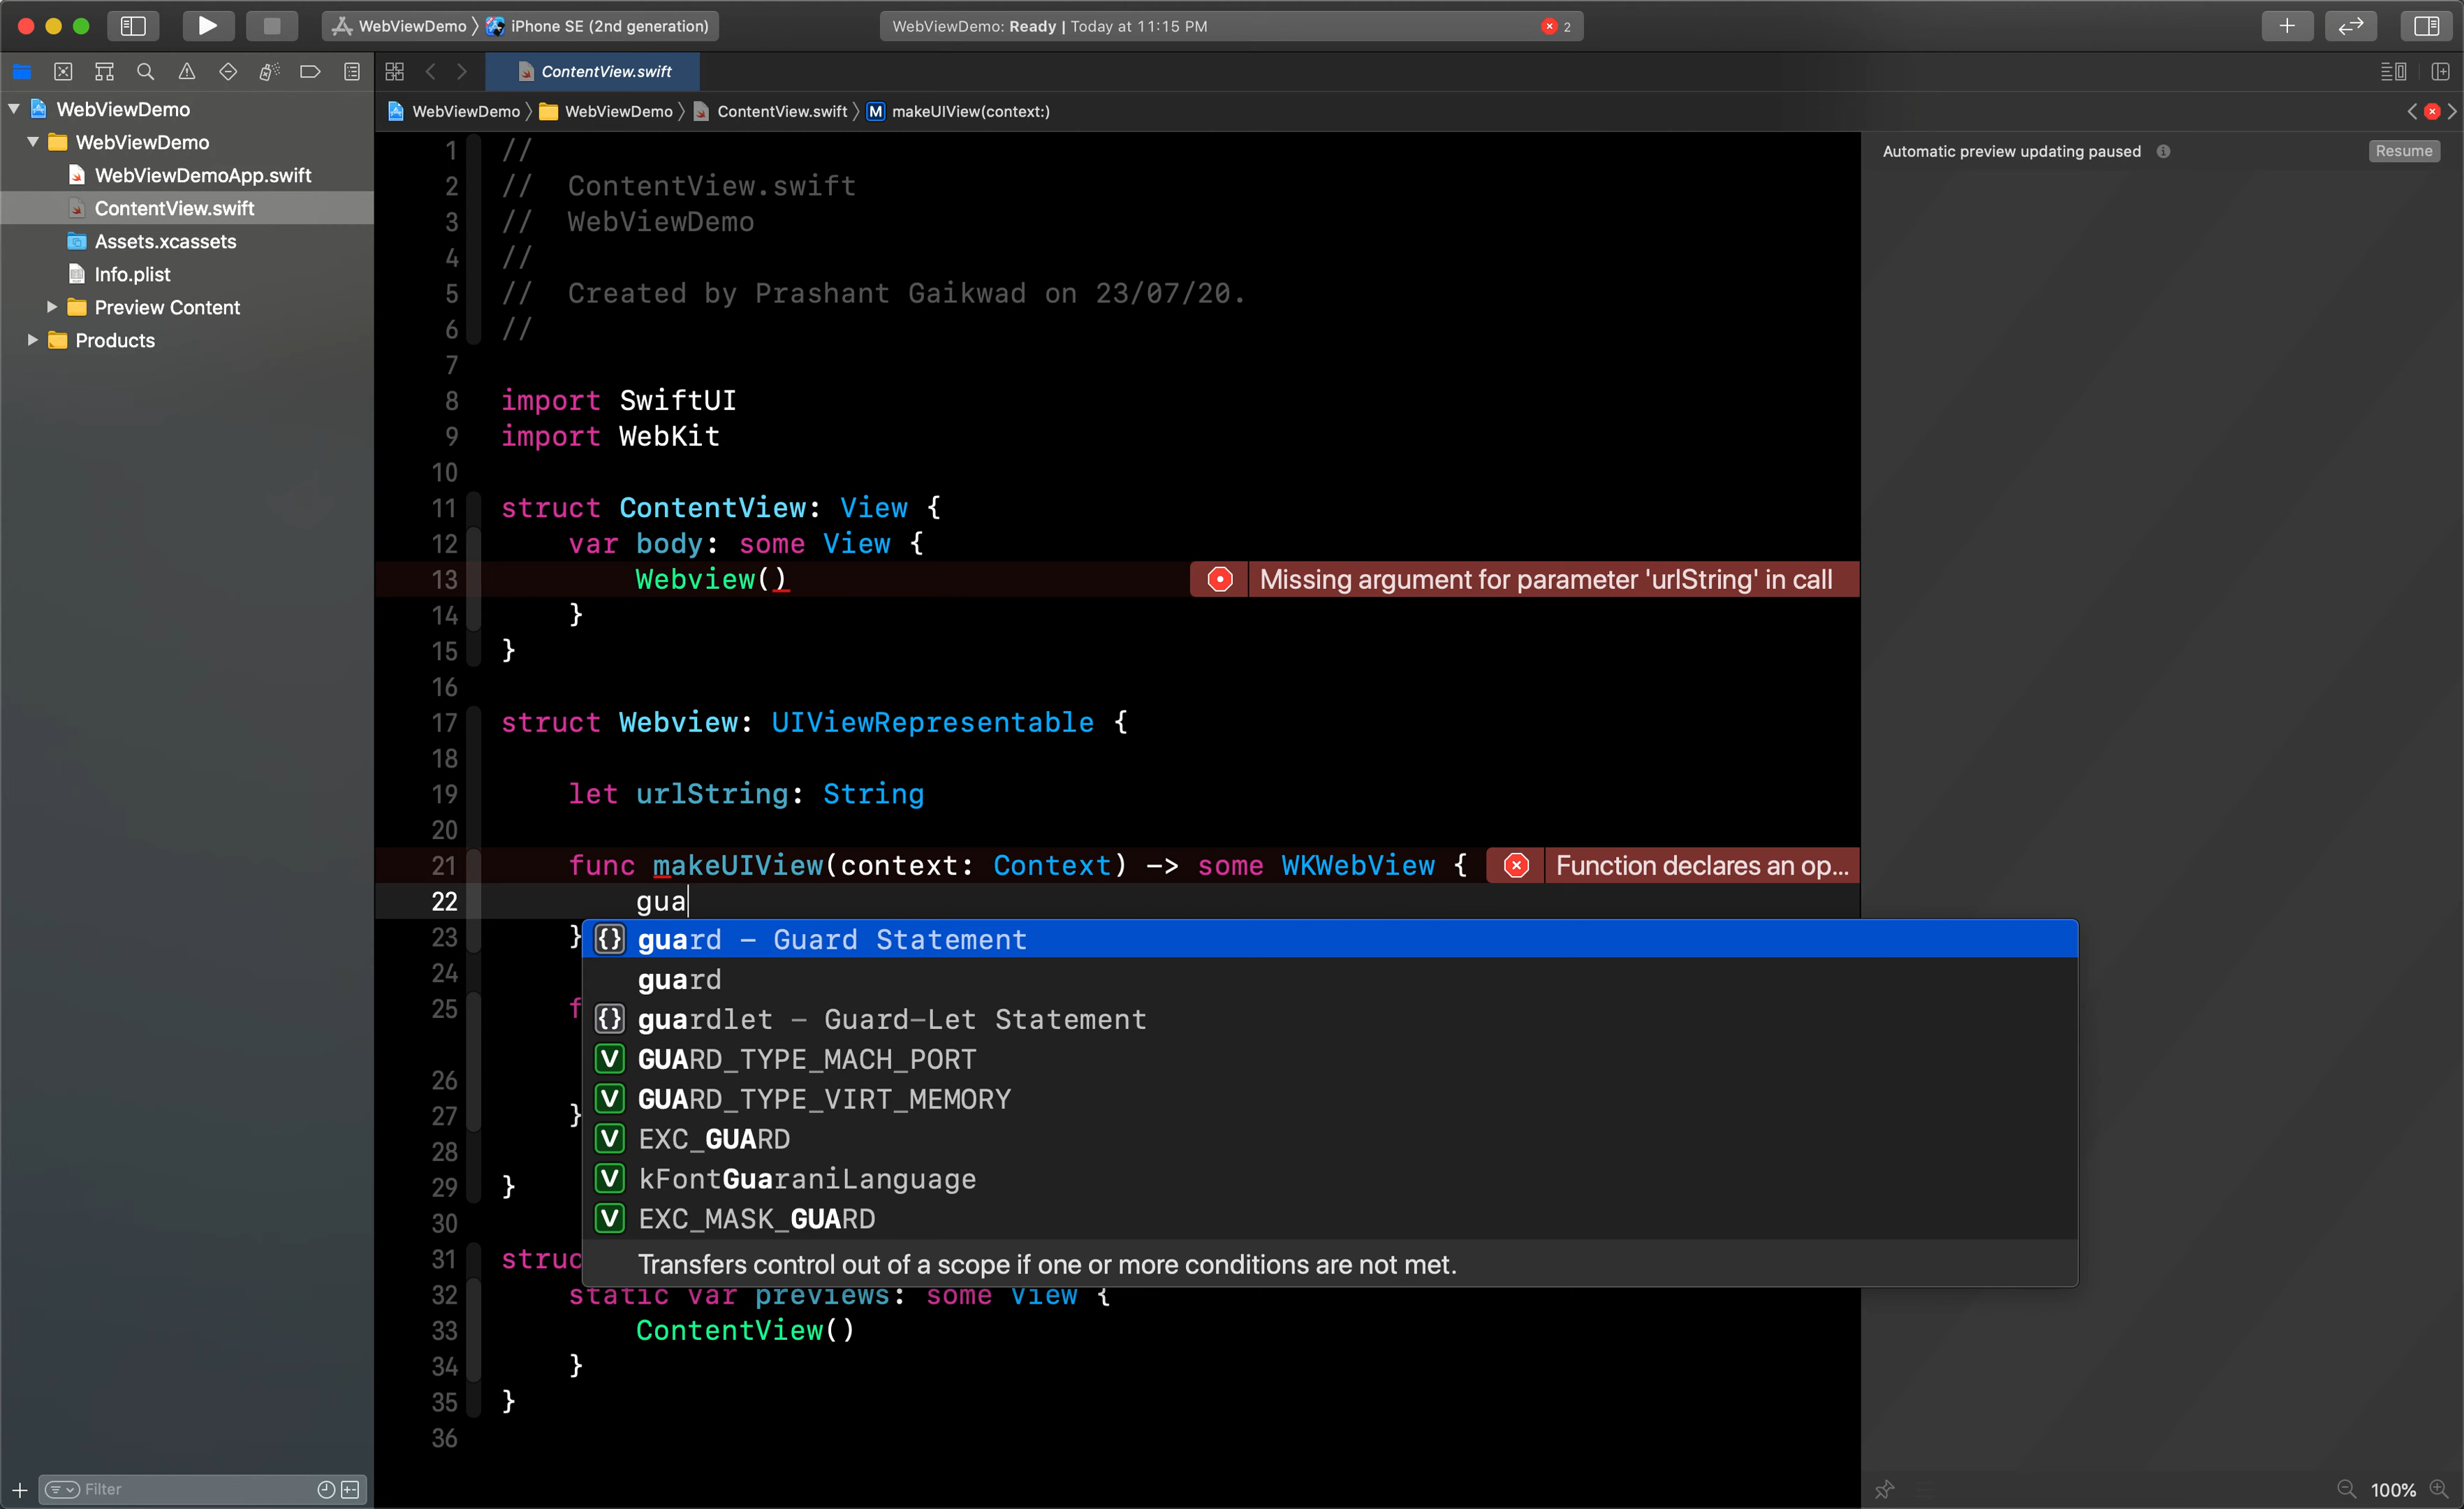 WebViewDemo 〉 iPhone SE (2nd generation)
WebViewDemo: Ready | Today at 11:15 PM
2
ContentView.swift
WebViewDemo
WebViewDemo
WebViewDemoApp.swift
ContentView.swift
Assets.xcassets
Info.plist
Preview Content
Products
Filter
WebViewDemo 〉 WebViewDemo 〉 ContentView.swift 〉 M makeUIView(context:)
Automatic preview updating paused
Resume
1 //
2 //  ContentView.swift
3 //  WebViewDemo
4 //
5 //  Created by Prashant Gaikwad on 23/07/20.
6 //
7
8 import SwiftUI
9 import WebKit
10
11 struct ContentView: View {
12     var body: some View {
13         Webview() Missing argument for parameter 'urlString' in call
14     }
15 }
16
17 struct Webview: UIViewRepresentable {
18
19     let urlString: String
20
21     func makeUIView(context: Context) -> some WKWebView { Function declares an op...
22         gua
23     }
{} guard – Guard Statement
guard
24
25     f
{} guardlet – Guard-Let Statement
V GUARD_TYPE_MACH_PORT
26
V GUARD_TYPE_VIRT_MEMORY
27     }
V EXC_GUARD
28
V kFontGuaraniLanguage
29 }
V EXC_MASK_GUARD
30
31 struc
Transfers control out of a scope if one or more conditions are not met.
32     static var previews: some View {
33         ContentView()
34     }
35 }
36
100%